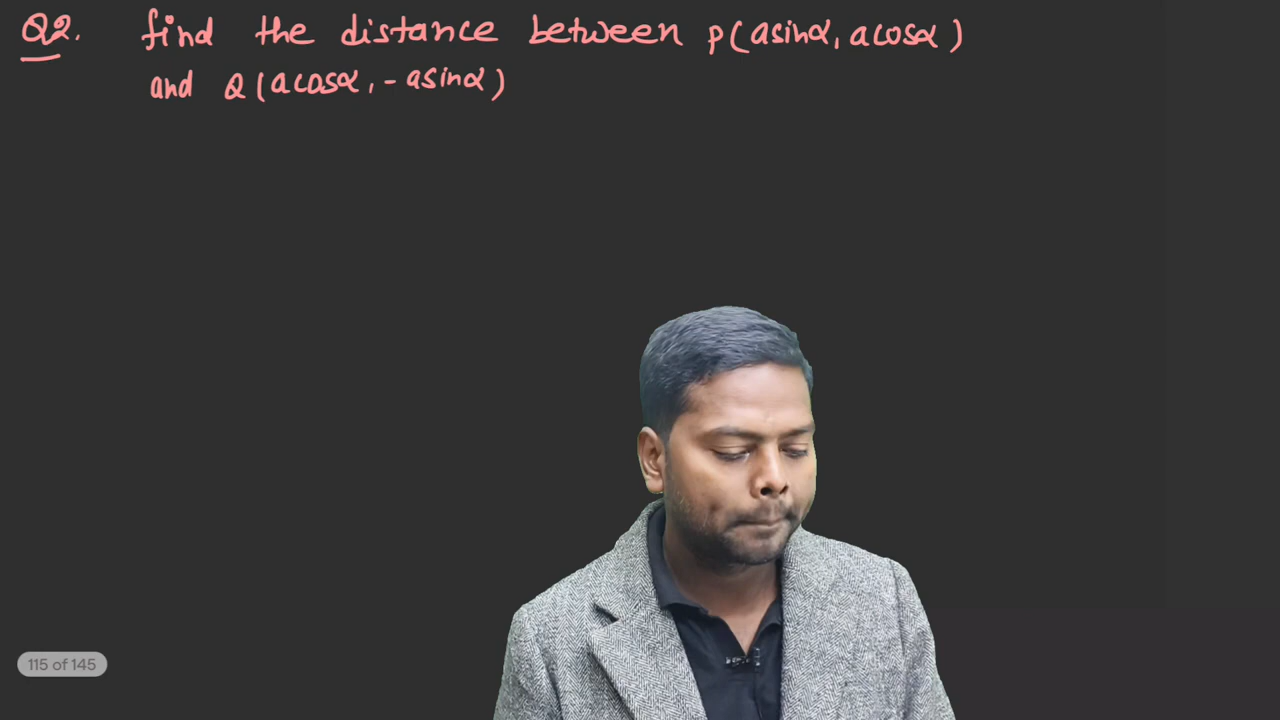 Q2. find the distance between p(asinα, acosα)
and Q(acosα, -asinα)
115 of 145